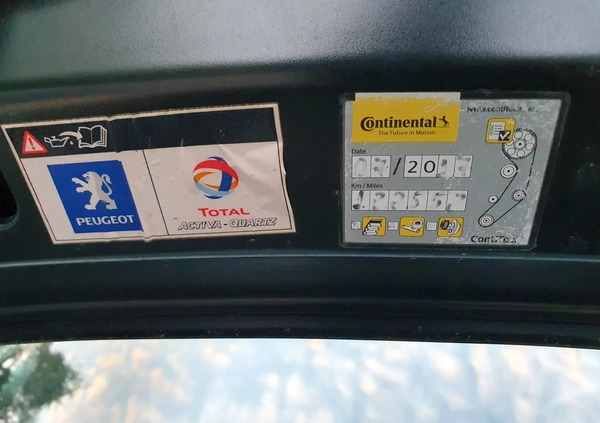 PEUGEOT
TOTAL
ACTIVA - QUARTZ
Continental
The Future in Motion
Date
/ 20
Km / Miles